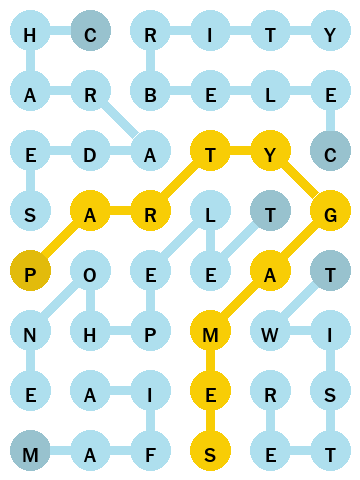 H C R I T Y
A R B E L E
E D A T Y C
S A R L T G
P O E E A T
N H P M W I
E A I E R S
M A F S E T